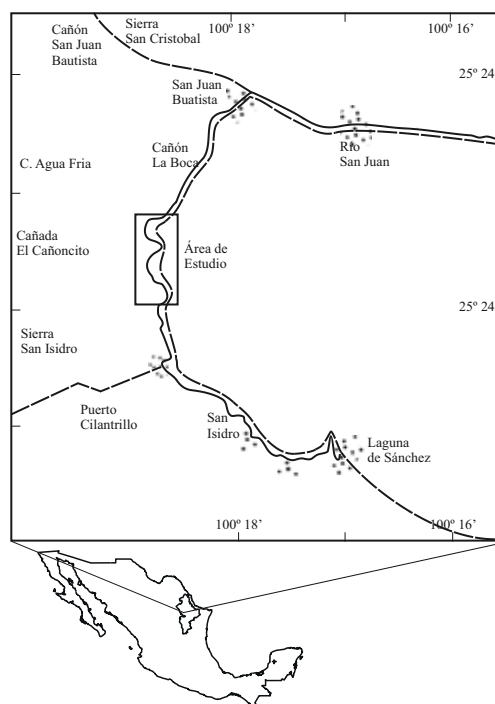 Cañón
San Juan
Bautista
Sierra
San Cristobal
100º 18'
100º 16'
25º 24
San Juan
Buatista
Río
San Juan
Cañón
La Boca
C. Agua Fria
Cañada
El Cañoncito
Área de
Estudio
25º 24
Sierra
San Isidro
Puerto
Cilantrillo
San
Isidro
Laguna
de Sánchez
100º 18'
100º 16'